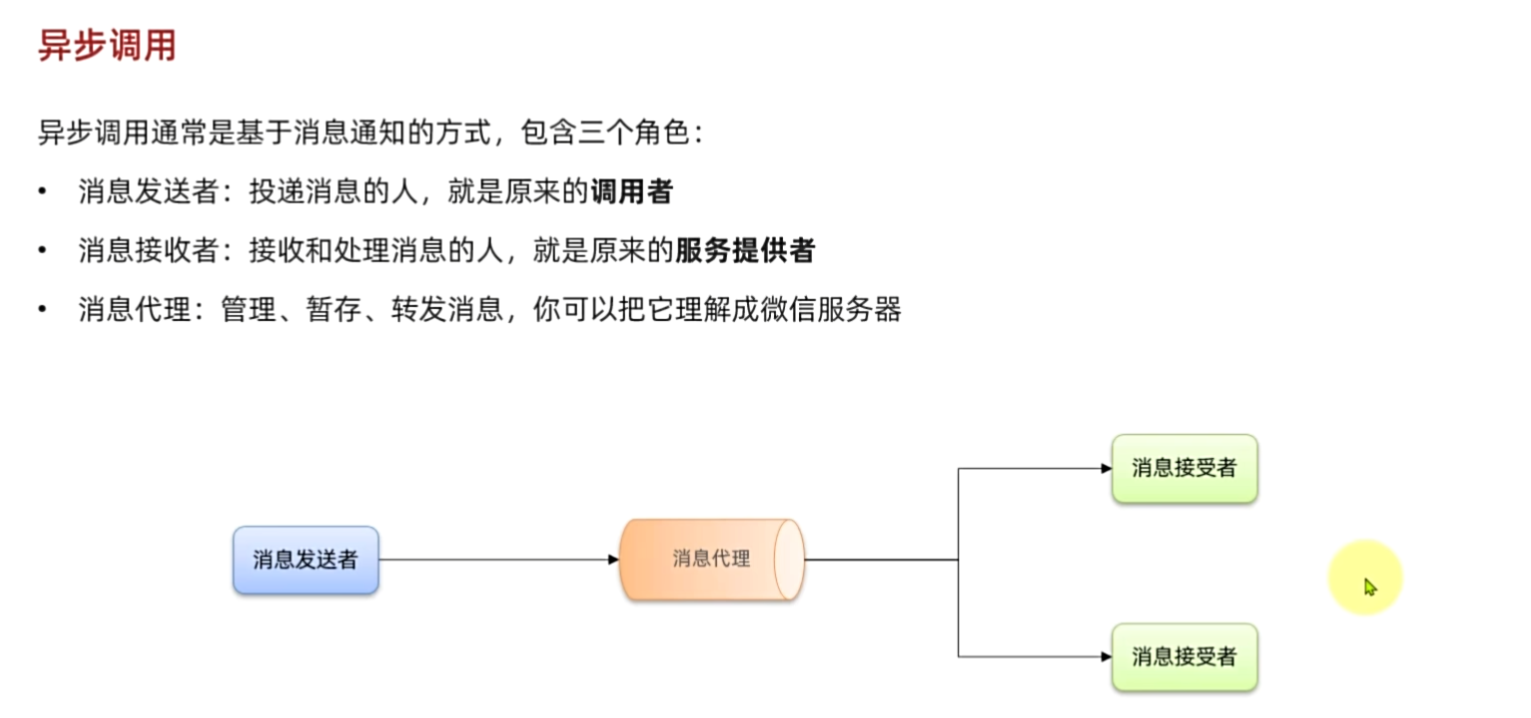 异步调用
异步调用通常是基于消息通知的方式，包含三个角色：
• 消息发送者：投递消息的人，就是原来的调用者
• 消息接收者：接收和处理消息的人，就是原来的服务提供者
• 消息代理：管理、暂存、转发消息，你可以把它理解成微信服务器
消息接受者
消息发送者
消息代理
消息接受者